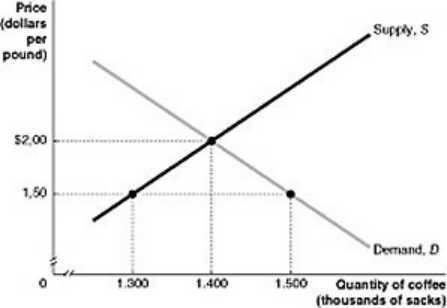 Price
(dollars
per
pound)
Supply, S
$2,00
1,50
Demand, D
0
1.300
1.400
1.500
Quantity of coffee
(thousands of sacks)